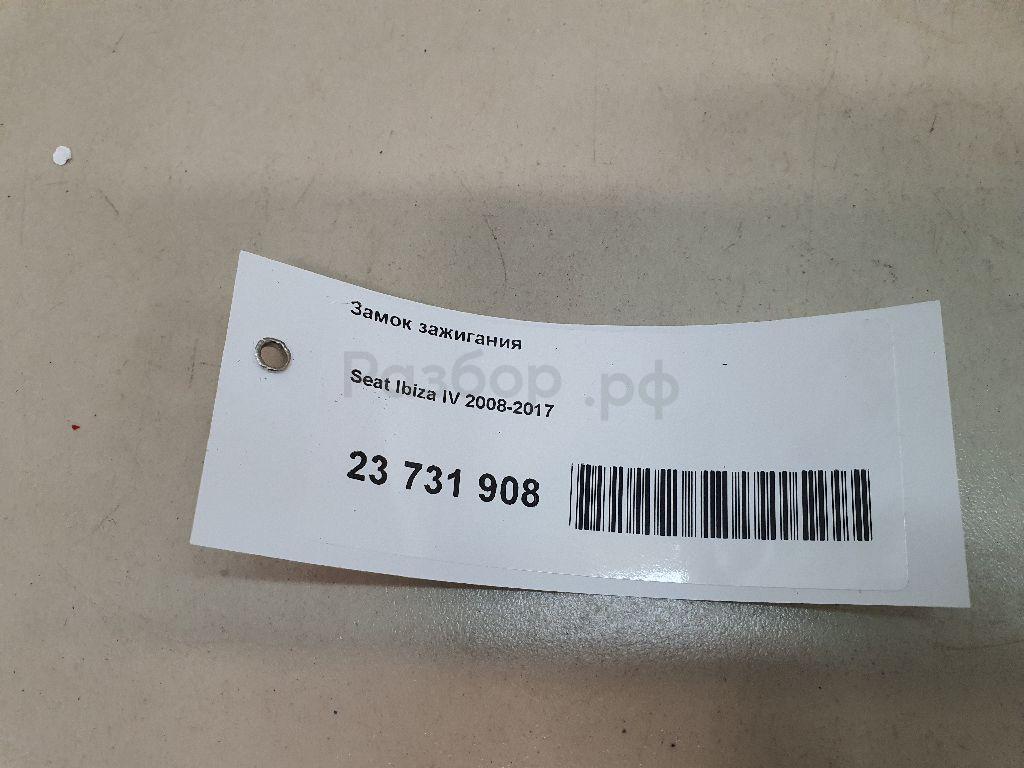 Замок зажигания
Разбор.рф
Seat Ibiza IV 2008-2017
23 731 908